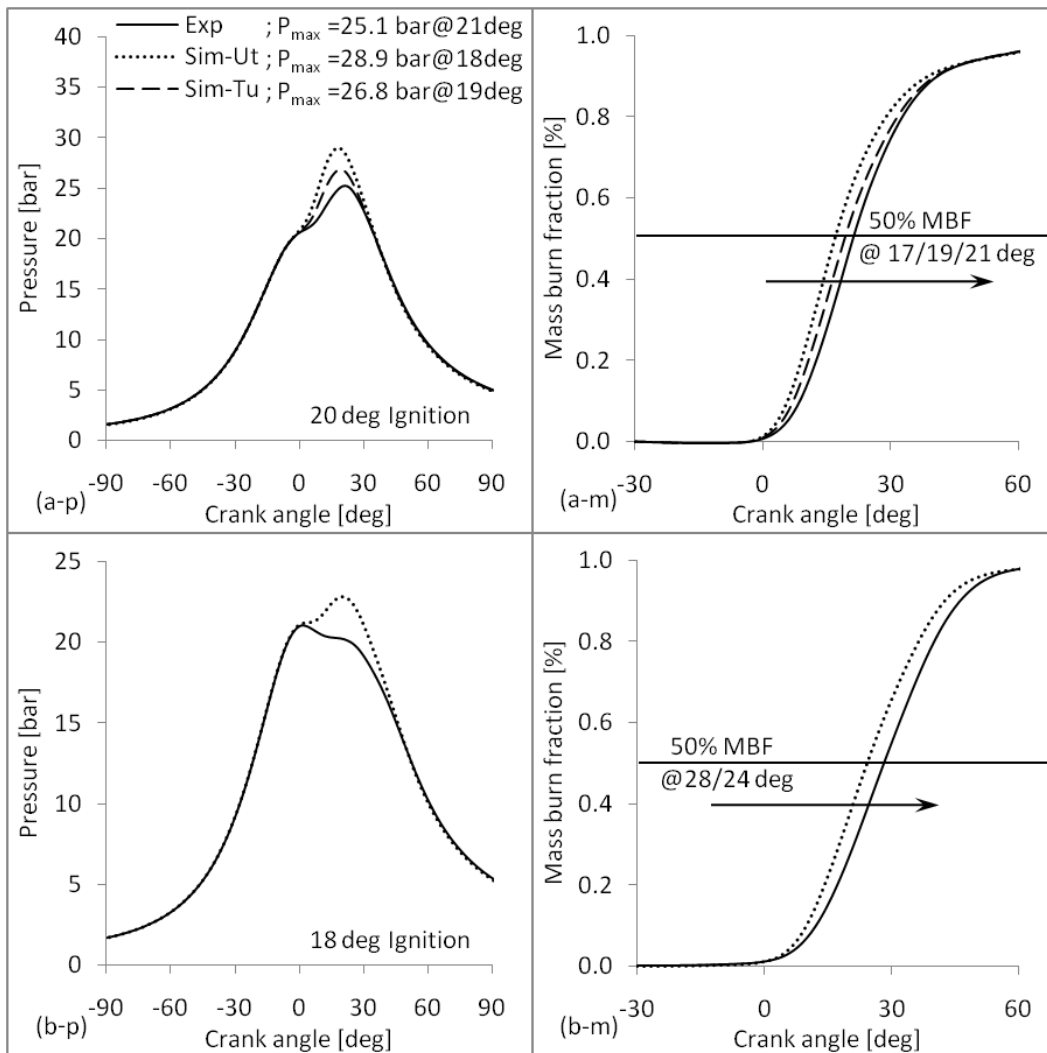 Exp ; Pmax =25.1 bar@21deg
Sim-Ut ; Pmax =28.9 bar@18deg
Sim-Tu ; Pmax =26.8 bar@19deg
40
35
30
25
20
15
10
5
0
Pressure [bar]
20 deg Ignition
-90 -60 -30 0 30 60 90
(a-p)
Crank angle [deg]
1.0
0.8
0.6
0.4
0.2
0.0
Mass burn fraction [%]
50% MBF
@ 17/19/21 deg
-30 0 30 60
(a-m)
Crank angle [deg]
25
20
15
10
5
0
Pressure [bar]
18 deg Ignition
-90 -60 -30 0 30 60 90
(b-p)
Crank angle [deg]
1.0
0.8
0.6
0.4
0.2
0.0
Mass burn fraction [%]
50% MBF
@28/24 deg
-30 0 30 60
(b-m)
Crank angle [deg]